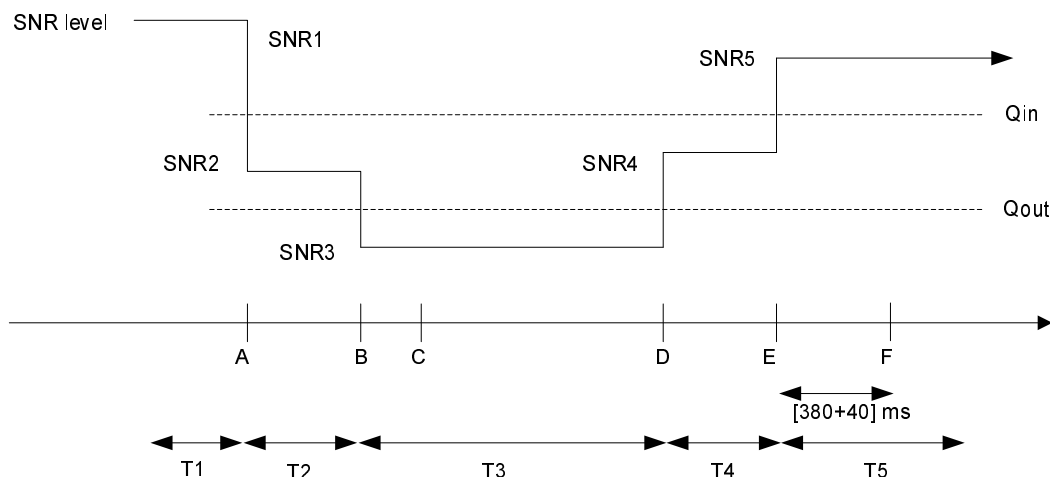 SNR level
SNR1
SNR5
Qin
SNR2
SNR4
Qout
SNR3
A B C D E F
[380+40] ms
T1 T2 T3 T4 T5